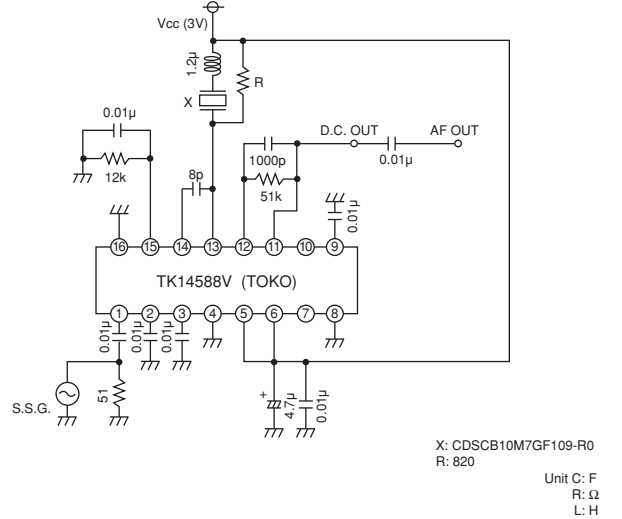 Vcc (3V)
1.2µ
R
X
0.01µ
D.C. OUT
AF OUT
12k
8p
1000p
0.01µ
51k
0.01µ
16 15 14 13 12 11 10 9
TK14588V (TOKO)
1 2 3 4 5 6 7 8
0.01µ
0.01µ
0.01µ
S.S.G.
51
+
4.7µ
0.01µ
X: CDSCB10M7GF109-R0
R: 820
Unit C: F
R: Ω
L: H